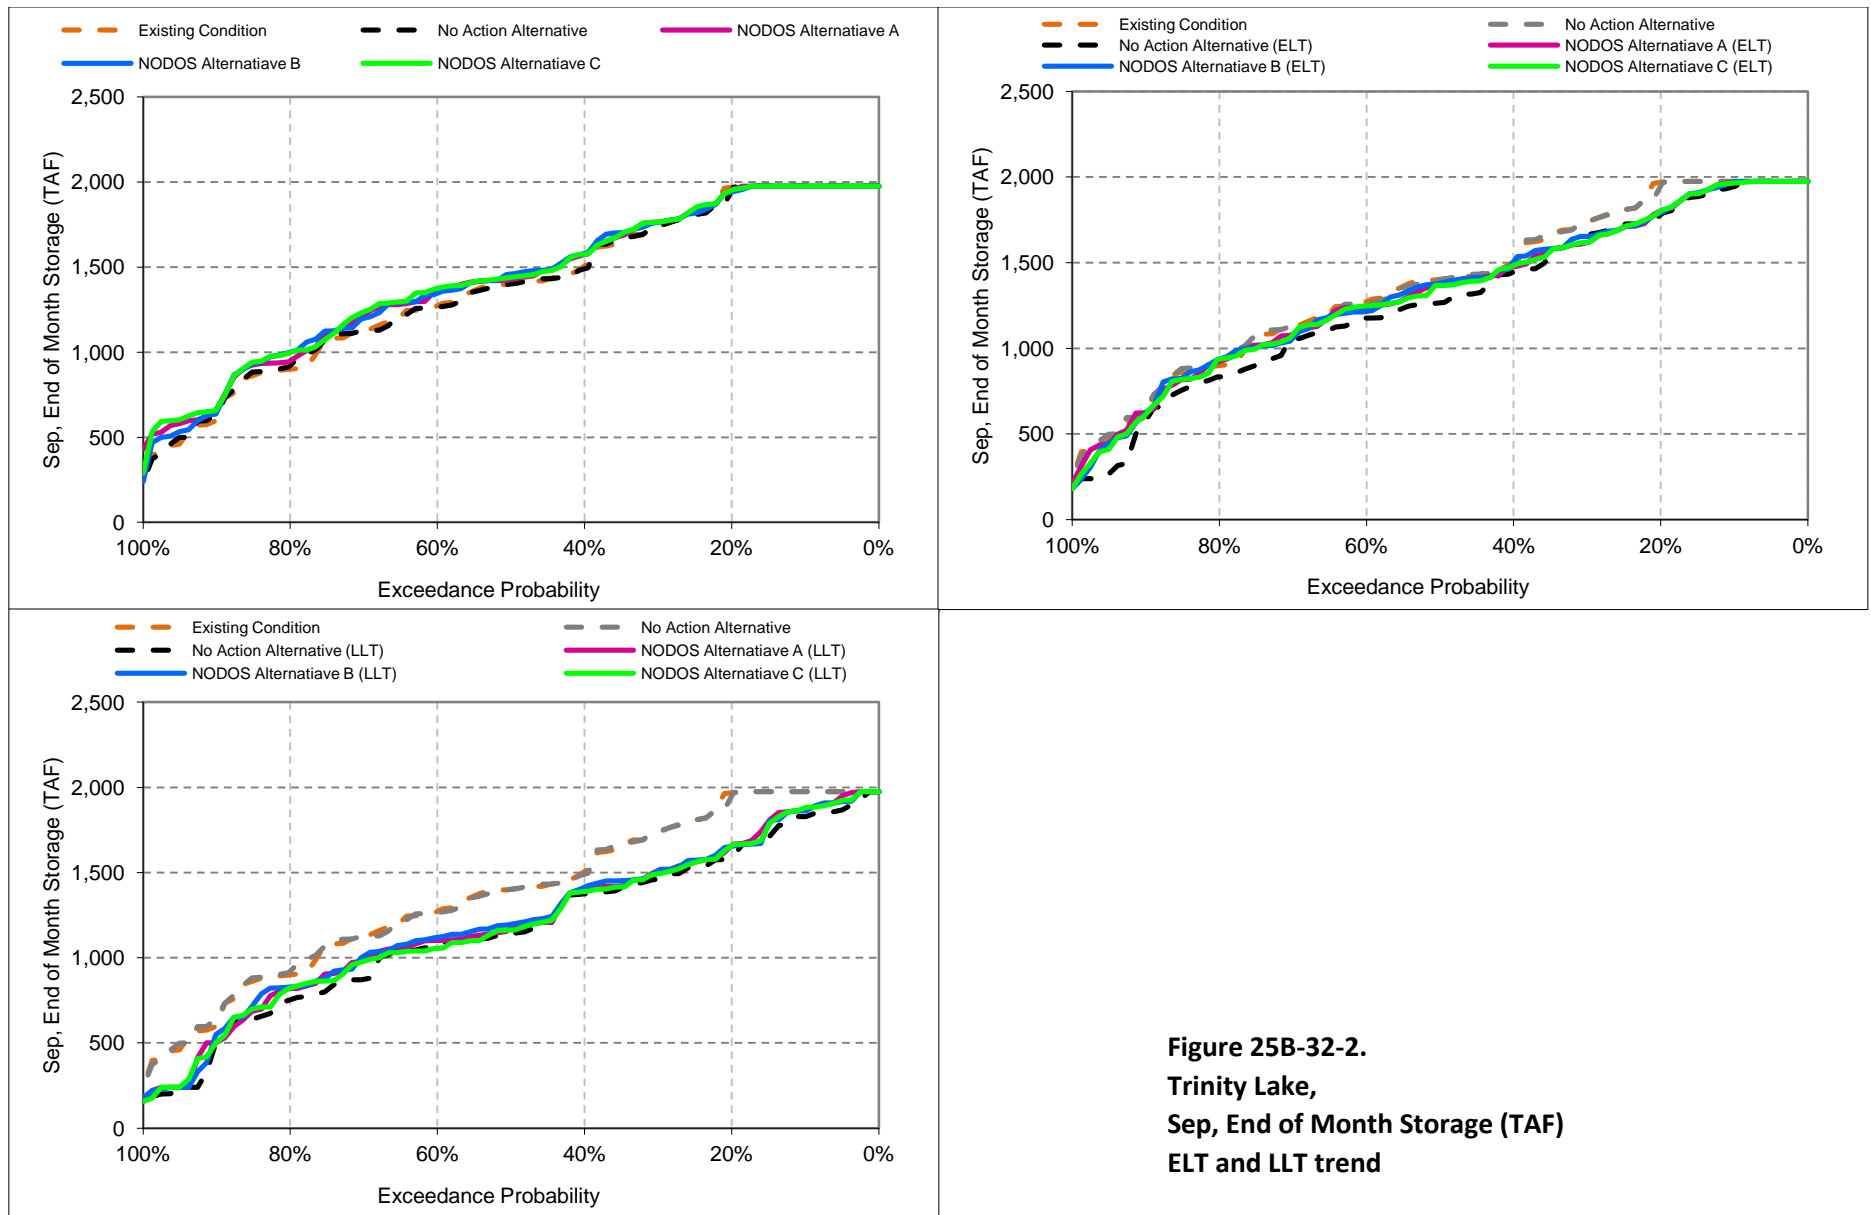 Existing Condition
No Action Alternative
NODOS Alternatiave A
NODOS Alternatiave B
NODOS Alternatiave C
2,500
2,000
1,500
1,000
500
0
Sep, End of Month Storage (TAF)
100% 80% 60% 40% 20% 0%
Exceedance Probability
Existing Condition
No Action Alternative
No Action Alternative (ELT)
NODOS Alternatiave A (ELT)
NODOS Alternatiave B (ELT)
NODOS Alternatiave C (ELT)
2,500
2,000
1,500
1,000
500
0
Sep, End of Month Storage (TAF)
100% 80% 60% 40% 20% 0%
Exceedance Probability
Existing Condition
No Action Alternative
No Action Alternative (LLT)
NODOS Alternatiave A (LLT)
NODOS Alternatiave B (LLT)
NODOS Alternatiave C (LLT)
2,500
2,000
1,500
1,000
500
0
Sep, End of Month Storage (TAF)
100% 80% 60% 40% 20% 0%
Exceedance Probability
Figure 25B-32-2.
Trinity Lake,
Sep, End of Month Storage (TAF)
ELT and LLT trend